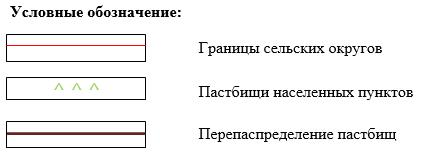 Условные обозначение:
Границы сельских округов
Пастбищи населенных пунктов
Перепаспределение пастбищ